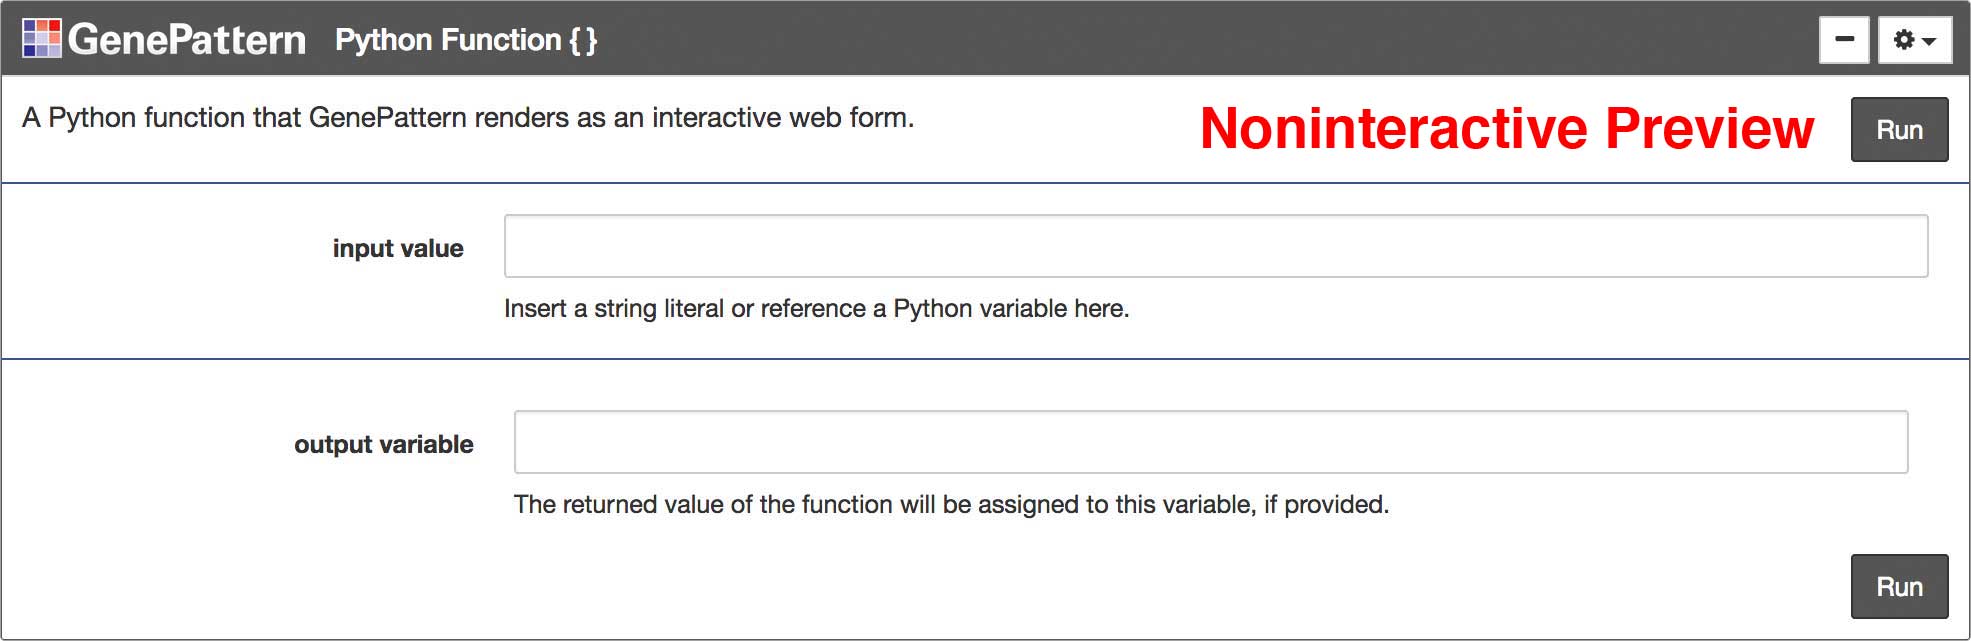 GenePattern Python Function { }
A Python function that GenePattern renders as an interactive web form.
Noninteractive Preview
Run
input value
Insert a string literal or reference a Python variable here.
output variable
The returned value of the function will be assigned to this variable, if provided.
Run